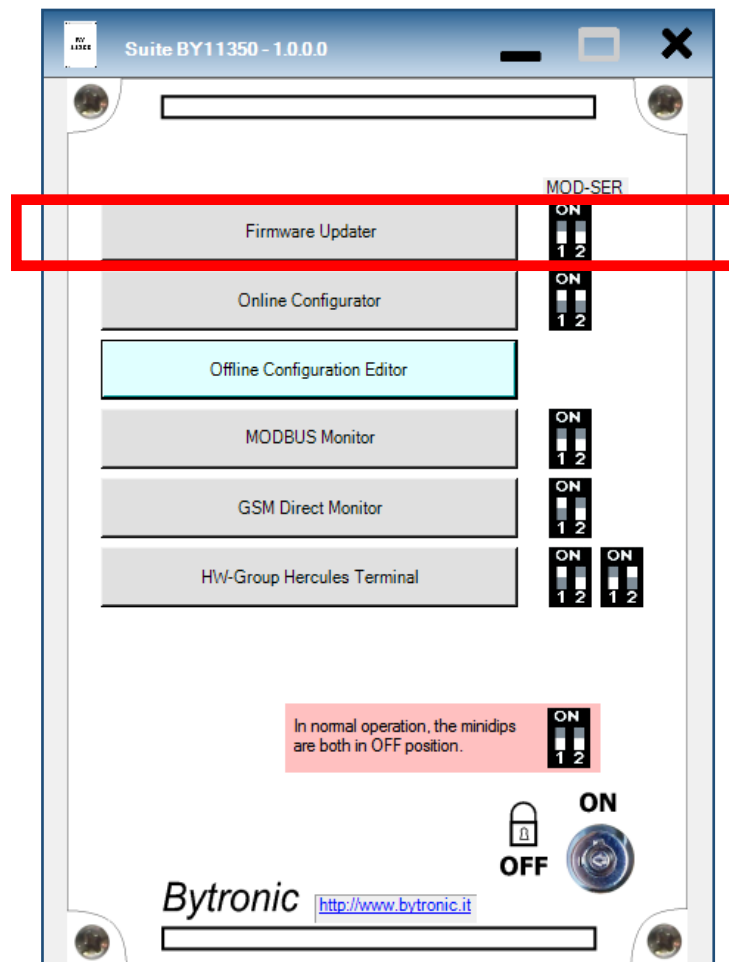 Suite BY11350 - 1.0.0.0
MOD-SER
Firmware Updater
ON
1 2
Online Configurator
ON
1 2
Offline Configuration Editor
MODBUS Monitor
ON
1 2
GSM Direct Monitor
ON
1 2
HW-Group Hercules Terminal
ON ON
1 2 1 2
In normal operation, the minidips
are both in OFF position.
ON
1 2
ON
OFF
Bytronic http://www.bytronic.it